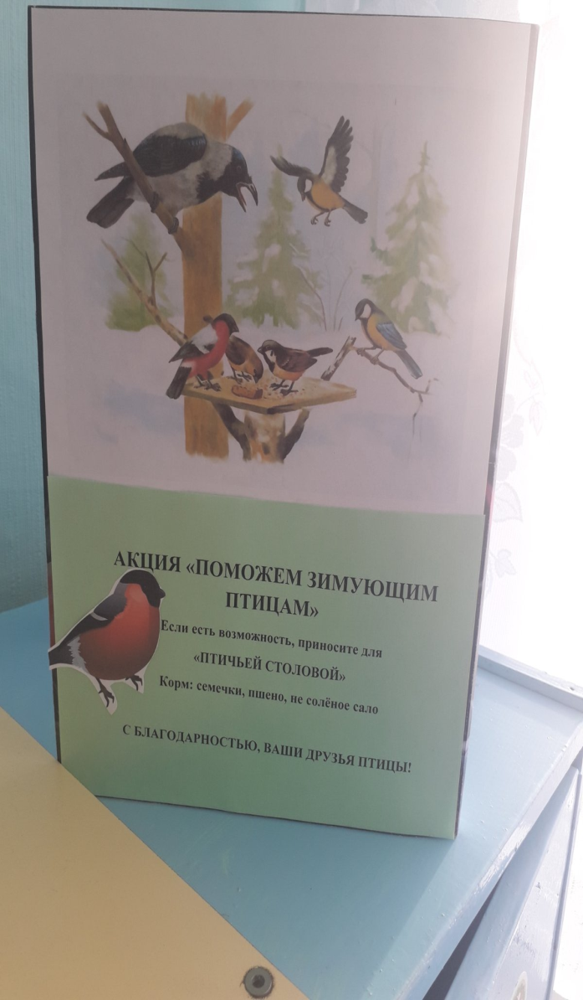 АКЦИЯ «ПОМОЖЕМ ЗИМУЮЩИМ
ПТИЦАМ»
Если есть возможность, приносите для
«ПТИЧЬЕЙ СТОЛОВОЙ»
Корм: семечки, пшено, не солёное сало
С БЛАГОДАРНОСТЬЮ, ВАШИ ДРУЗЬЯ ПТИЦЫ!